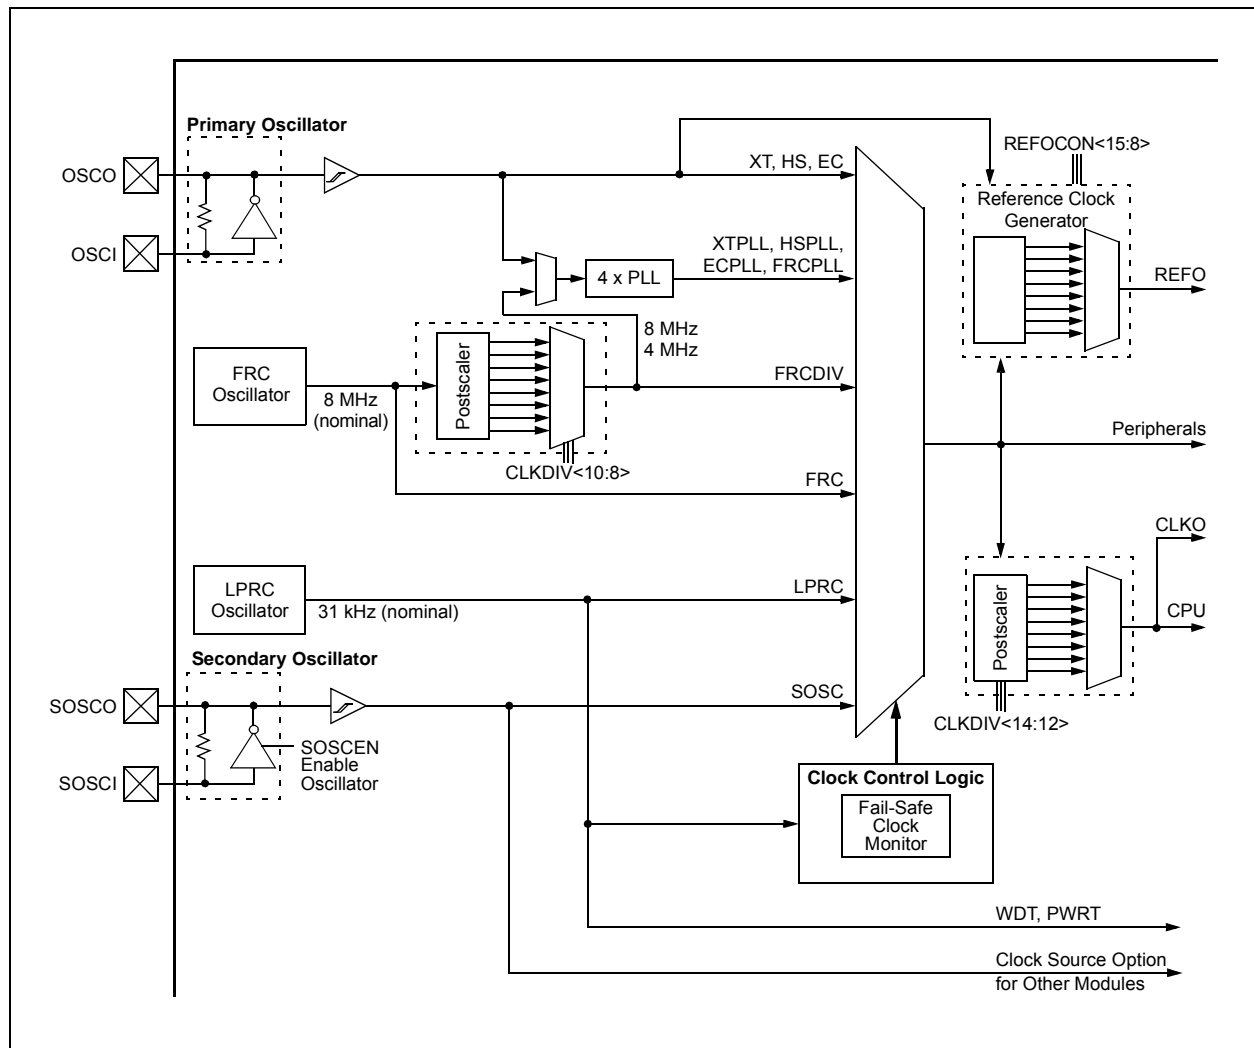 Primary Oscillator
OSCO
OSCI
XT, HS, EC
REFOCON<15:8>
Reference Clock
Generator
REFO
XTPLL, HSPLL,
ECPLL, FRCPLL
4 x PLL
8 MHz
4 MHz
FRC
Oscillator
8 MHz
(nominal)
Postscaler
CLKDIV<10:8>
FRCDIV
Peripherals
FRC
CLKO
LPRC
Oscillator
31 kHz (nominal)
LPRC
Postscaler
CPU
CLKDIV<14:12>
Secondary Oscillator
SOSCO
SOSCI
SOSCEN
Enable
Oscillator
SOSC
Clock Control Logic
Fail-Safe
Clock
Monitor
WDT, PWRT
Clock Source Option
for Other Modules